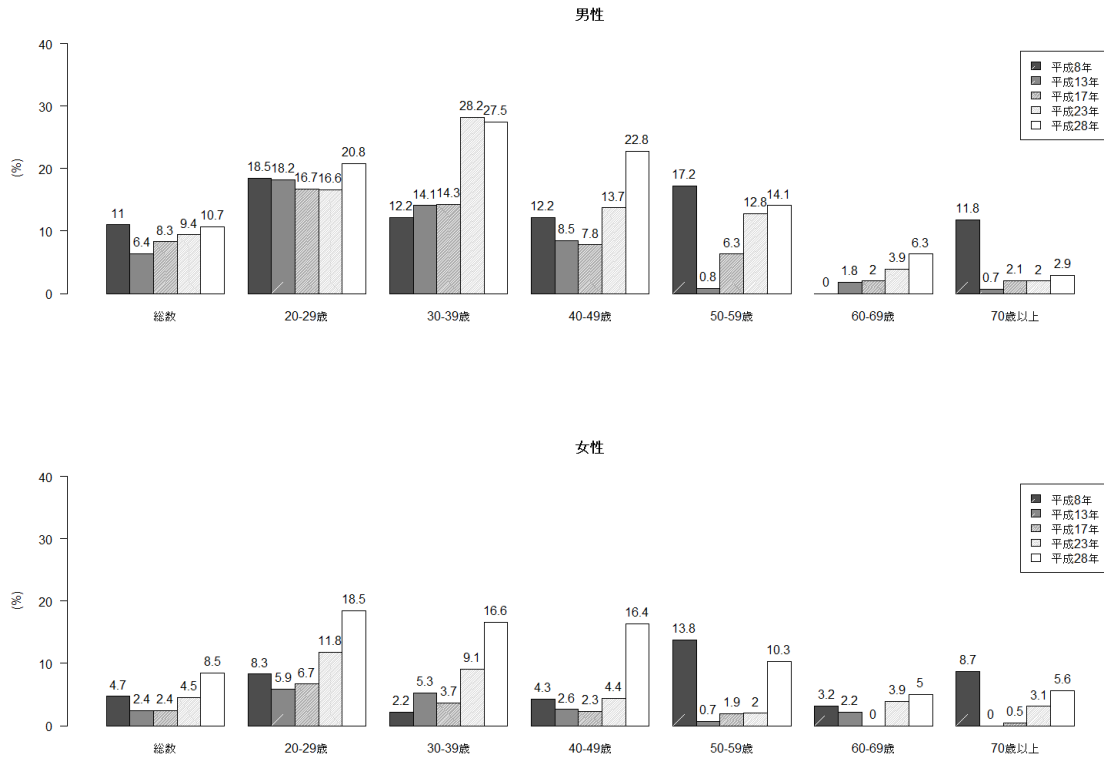 男性
40
30
20
10
0
(%)
平成8年
平成13年
平成17年
平成23年
平成28年
11 6.4 8.3 9.4 10.7
18.5 18.2 16.7 16.6 20.8
12.2 14.1 14.3 28.2 27.5
12.2 8.5 7.8 13.7 22.8
17.2 0.8 6.3 12.8 14.1
0 1.8 2 3.9 6.3
11.8 0.7 2.1 2 2.9
総数 20-29歳 30-39歳 40-49歳 50-59歳 60-69歳 70歳以上
女性
40
30
20
10
0
(%)
平成8年
平成13年
平成17年
平成23年
平成28年
4.7 2.4 2.4 4.5 8.5
8.3 5.9 6.7 11.8 18.5
2.2 5.3 3.7 9.1 16.6
4.3 2.6 2.3 4.4 16.4
13.8 0.7 1.9 2 10.3
3.2 2.2 0 3.9 5
8.7 0 0.5 3.1 5.6
総数 20-29歳 30-39歳 40-49歳 50-59歳 60-69歳 70歳以上